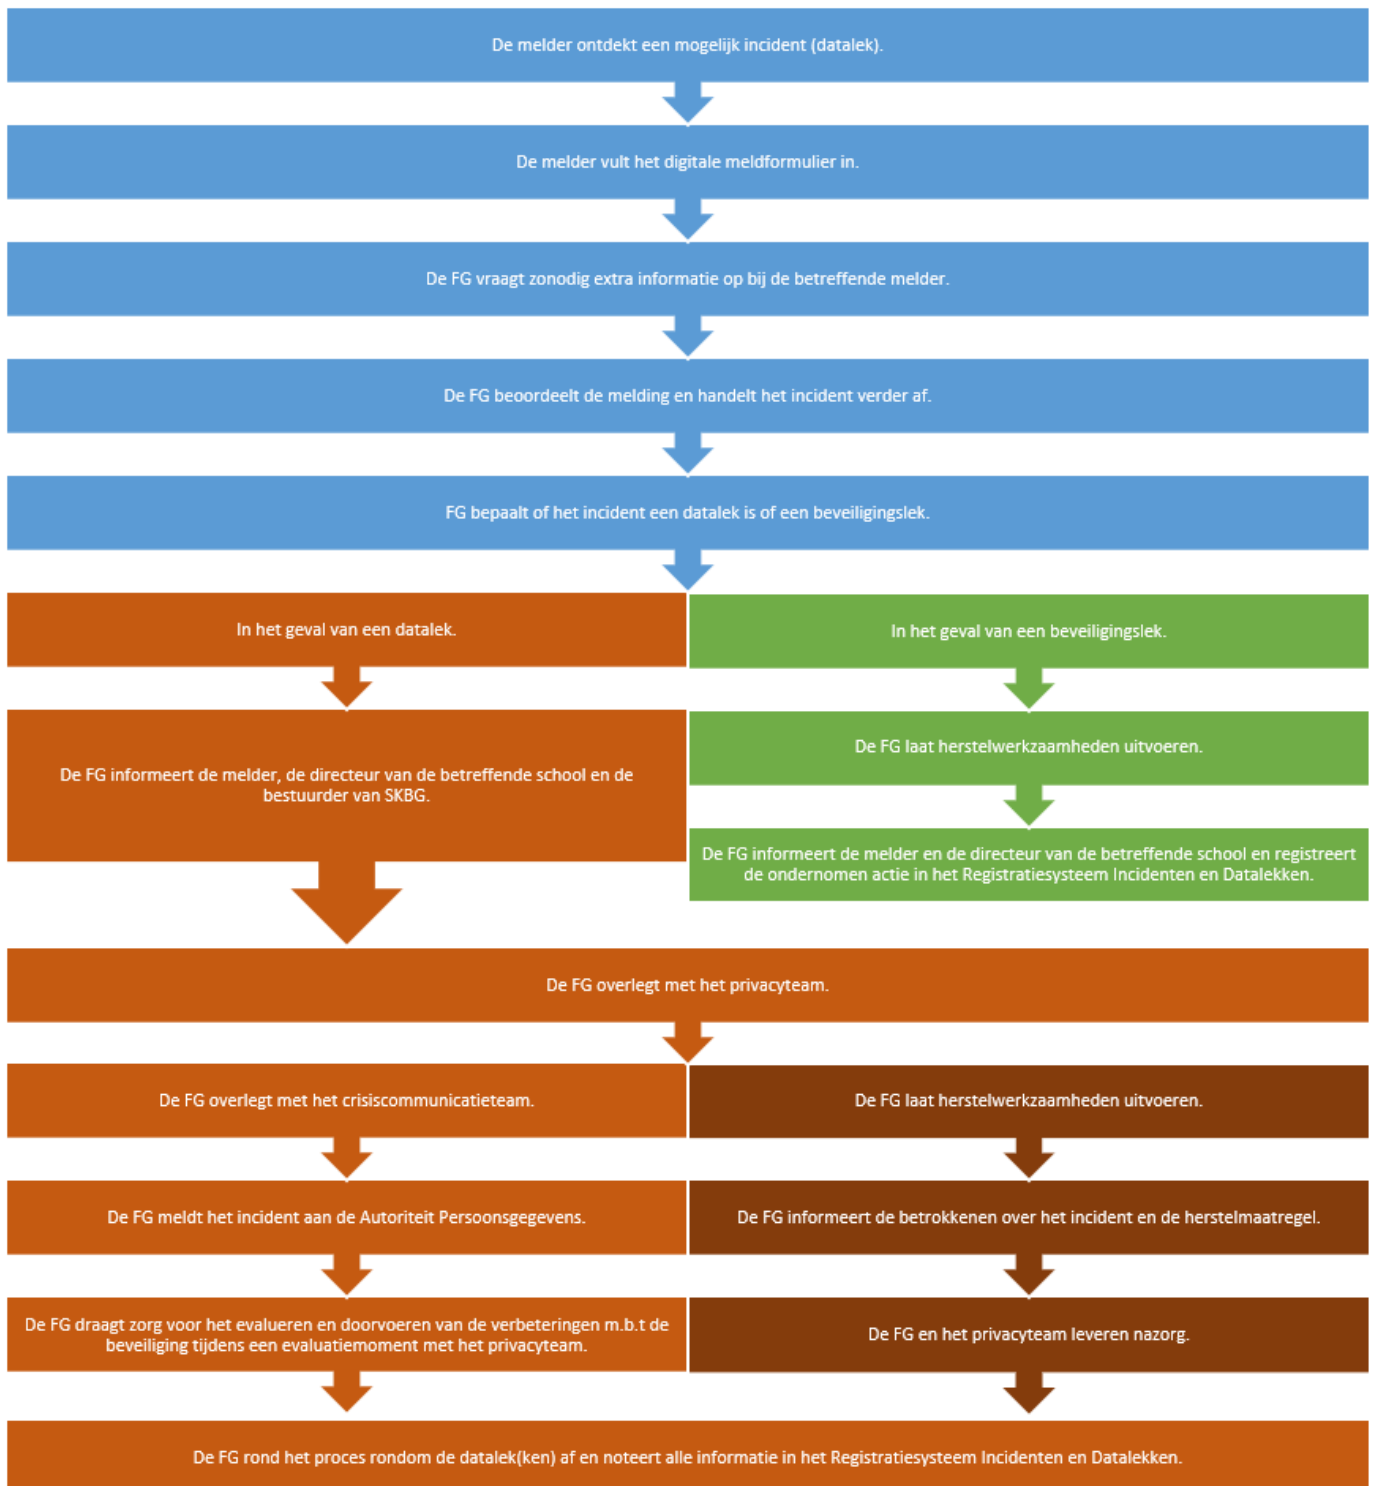 De melder ontdekt een mogelijk incident (datalek).
De melder vult het digitale meldformulier in.
De FG vraagt zonodig extra informatie op bij de betreffende melder.
De FG beoordeelt de melding en handelt het incident verder af.
FG bepaalt of het incident een datalek is of een beveiligingslek.
In het geval van een datalek.
In het geval van een beveiligingslek.
De FG informeert de melder, de directeur van de betreffende school en de
bestuurder van SKBG.
De FG laat herstelwerkzaamheden uitvoeren.
De FG informeert de melder en de directeur van de betreffende school en registreert
de ondernomen actie in het Registratiesysteem Incidenten en Datalekken.
De FG overlegt met het privacyteam.
De FG overlegt met het crisiscommunicatieteam.
De FG laat herstelwerkzaamheden uitvoeren.
De FG meldt het incident aan de Autoriteit Persoonsgegevens.
De FG informeert de betrokkenen over het incident en de herstelmaatregel.
De FG draagt zorg voor het evalueren en doorvoeren van de verbeteringen m.b.t de
beveiliging tijdens een evaluatiemoment met het privacyteam.
De FG en het privacyteam leveren nazorg.
De FG rond het proces rondom de datalek(ken) af en noteert alle informatie in het Registratiesysteem Incidenten en Datalekken.